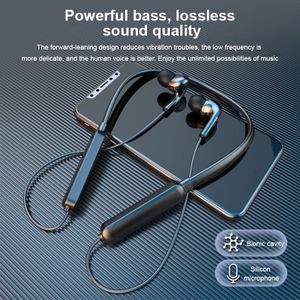 Powerful bass, lossless
sound quality
The forward-leaning design reduces vibration troubles, the low frequency is
more delicate, and the human voice is better. Enjoy the unlimited possibilities of music
Bionic cavity
Silicon
microphone